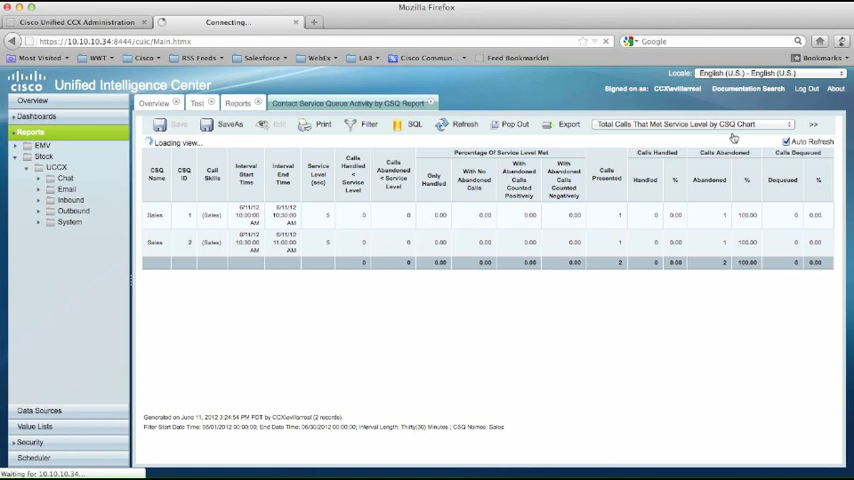 Mozilla Firefox
Cisco Unified CCX Administration
Connecting...
https://10.10.10.34:8444/cuic/Main.htmx
Google
Most Visited WWT Cisco RSS Feeds Salesforce WebEx LAB Cisco Commun... Feed Bookmarklet Bookmarks
Locale: English (U.S.) - English (U.S.)
cisco Unified Intelligence Center
Signed on as: CCX\evillarreal Documentation Search Log Out About
Overview
Dashboards
Reports
EMV
Stock
UCCX
Chat
Email
Inbound
Outbound
System
Data Sources
Value Lists
Security
Scheduler
Overview Test Reports Contact Service Queue Activity by CSQ Report
Save SaveAs Edit Print Filter SQL Pop Out Export Refresh Total Calls That Met Service Level by CSQ Chart >>
Loading view... Auto Refresh
Percentage Of Service Level Met Calls Handled Calls Abandoned Calls Dequeued
CSQ Name CSQ ID Call Skills Interval Start Time Interval End Time Service Level (sec) Calls Handled < Service Level Calls Abandoned < Service Level Only Handled With No Abandoned Calls With Abandoned Calls Counted Positively With Abandoned Calls Counted Negatively Calls Presented Handled % Abandoned % Dequeued %
Sales 1 (Sales) 6/11/12 10:00:00 AM 6/11/12 10:30:00 AM 5 0 0 0.00 0.00 0.00 0.00 1 0 0.00 1 100.00 0 0.00
Sales 2 (Sales) 6/11/12 10:30:00 AM 6/11/12 11:00:00 AM 5 0 0 0.00 0.00 0.00 0.00 1 0 0.00 1 100.00 0 0.00
0 0 0.00 0.00 0.00 0.00 2 0 0.00 2 100.00 0 0.00
Generated on June 11, 2012 3:24:54 PM PDT by CCX\evillarreal (2 records).
Filter Start Date Time: 06/01/2012 00:00:00; End Date Time: 06/30/2012 00:00:00; Interval Length: Thirty(30) Minutes ; CSQ Names: Sales
Waiting for 10.10.10.34...